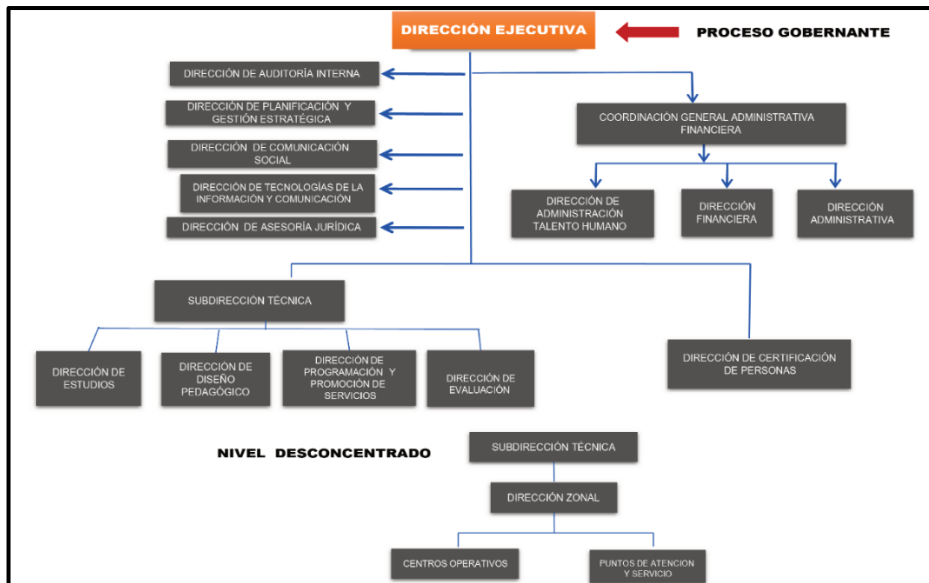 DIRECCIÓN EJECUTIVA
PROCESO GOBERNANTE
DIRECCIÓN DE AUDITORÍA INTERNA
DIRECCIÓN DE PLANIFICACIÓN Y
GESTIÓN ESTRATÉGICA
DIRECCIÓN DE COMUNICACIÓN
SOCIAL
DIRECCIÓN DE TECNOLOGÍAS DE LA
INFORMACIÓN Y COMUNICACIÓN
DIRECCIÓN DE ASESORÍA JURÍDICA
COORDINACIÓN GENERAL ADMINISTRATIVA
FINANCIERA
DIRECCIÓN DE
ADMINISTRACIÓN
TALENTO HUMANO
DIRECCIÓN
FINANCIERA
DIRECCIÓN
ADMINISTRATIVA
SUBDIRECCIÓN TÉCNICA
DIRECCIÓN DE
ESTUDIOS
DIRECCIÓN DE
DISEÑO
PEDAGÓGICO
DIRECCIÓN DE
PROGRAMACIÓN Y
PROMOCIÓN DE
SERVICIOS
DIRECCIÓN DE
EVALUACIÓN
DIRECCIÓN DE CERTIFICACIÓN
DE PERSONAS
NIVEL DESCONCENTRADO
SUBDIRECCIÓN TÉCNICA
DIRECCIÓN ZONAL
CENTROS OPERATIVOS
PUNTOS DE ATENCION
Y SERVICIO